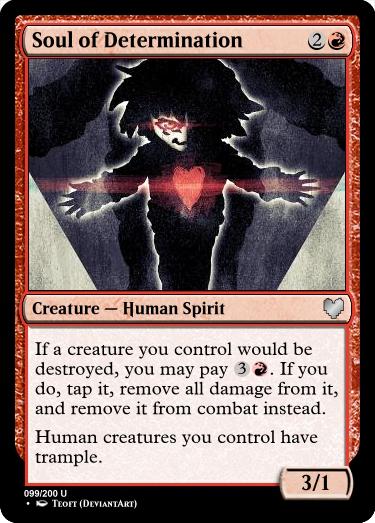 Soul of Determination 2
Creature — Human Spirit
If a creature you control would be
destroyed, you may pay 3. If you
do, tap it, remove all damage from it,
and remove it from combat instead.
Human creatures you control have
trample.
3/1
099/200 U
• Teoft (DeviantArt)